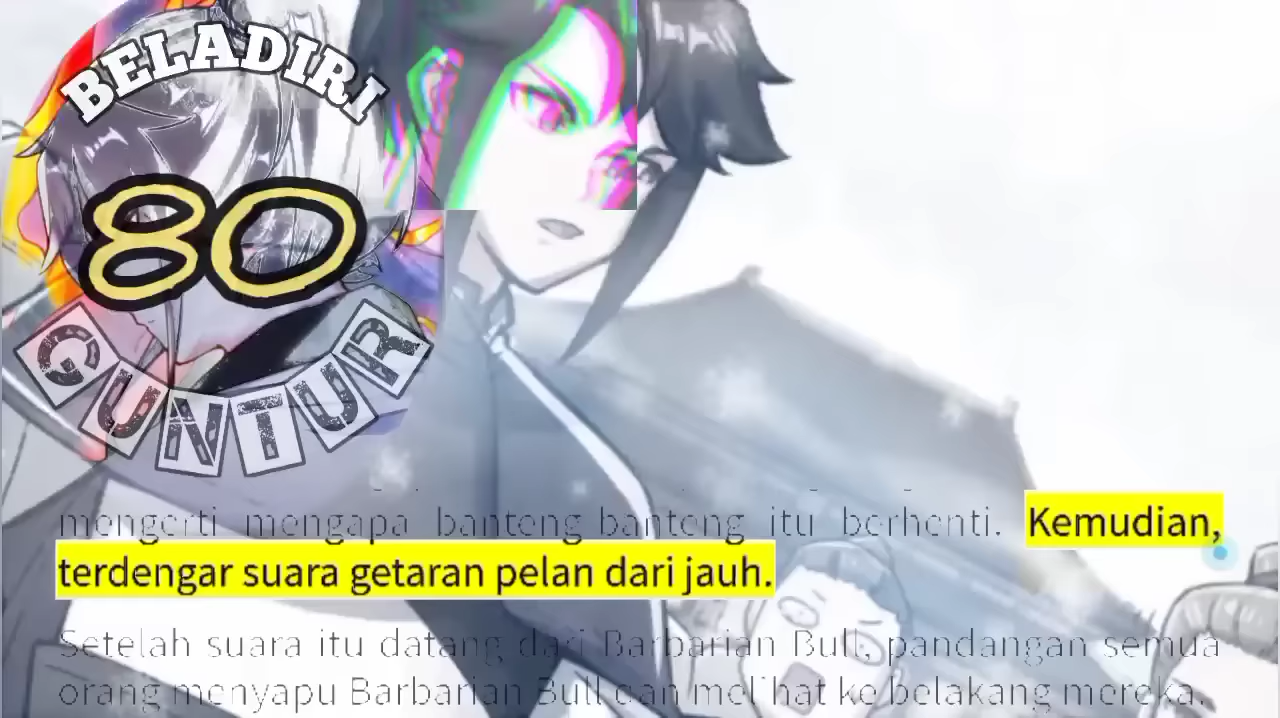 BELADIRI
80
GUNTUR
mengerti mengapa banteng-banteng itu berhenti. Kemudian,
terdengar suara getaran pelan dari jauh.
Setelah suara itu datang dari Barbarian Bull, pandangan semua
orang menyapu Barbarian Bull dan melihat ke belakang mereka.